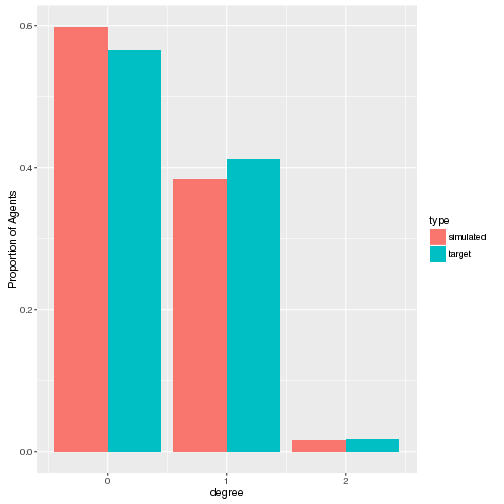 0.6
0.4
0.2
0.0
Proportion of Agents
0 1 2
degree
type
simulated
target